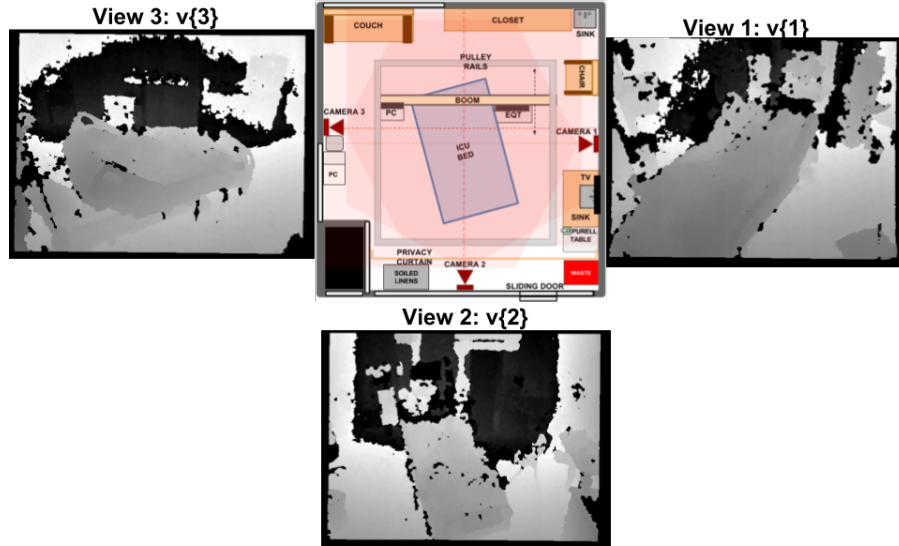 View 3: v{3}
View 1: v{1}
COUCH
CLOSET
SINK
PULLEY
RAILS
CHAIR
BOOM
PC
EQT
CAMERA 3
CAMERA 1
ICU
BED
PC
TV
SINK
PURELL
TABLE
PRIVACY
CURTAIN
CAMERA 2
SOILED
LINENS
WASTE
SLIDING DOOR
View 2: v{2}